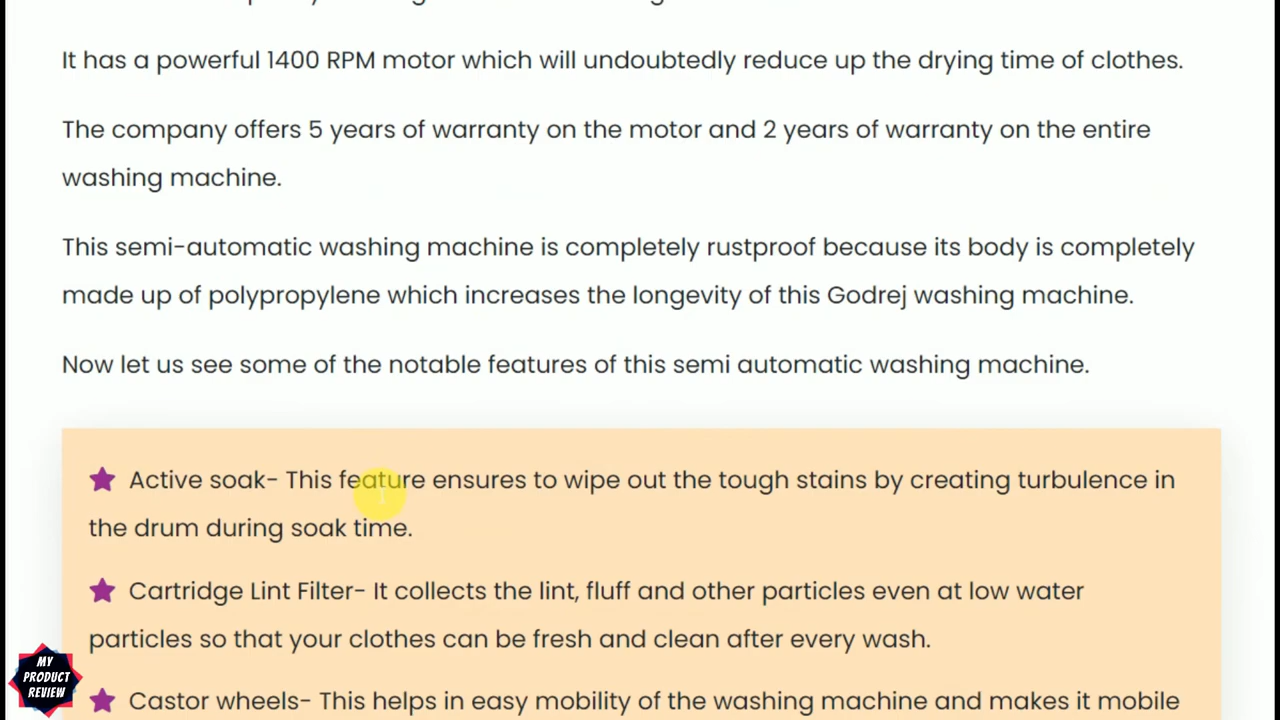 It has a powerful 1400 RPM motor which will undoubtedly reduce up the drying time of clothes.
The company offers 5 years of warranty on the motor and 2 years of warranty on the entire
washing machine.
This semi-automatic washing machine is completely rustproof because its body is completely
made up of polypropylene which increases the longevity of this Godrej washing machine.
Now let us see some of the notable features of this semi automatic washing machine.
Active soak- This feature ensures to wipe out the tough stains by creating turbulence in
the drum during soak time.
Cartridge Lint Filter- It collects the lint, fluff and other particles even at low water
particles so that your clothes can be fresh and clean after every wash.
Castor wheels- This helps in easy mobility of the washing machine and makes it mobile
MY
PRODUCT
REVIEW